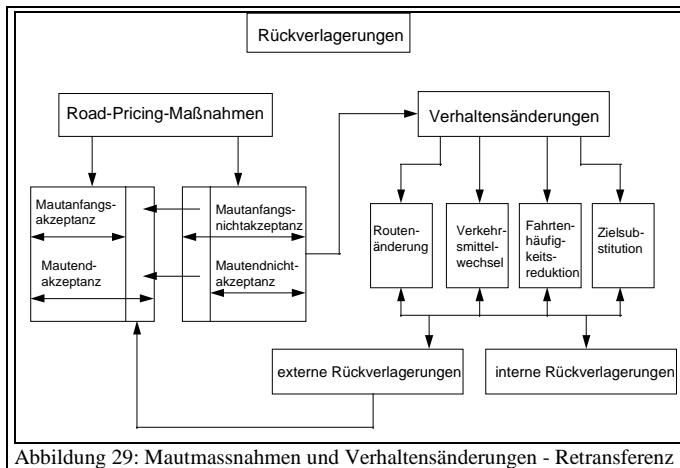 Rückverlagerungen
Road-Pricing-Maßnahmen
Verhaltensänderungen
Mautanfangs-
akzeptanz
Mautend-
akzeptanz
Mautanfangs-
nichtakzeptanz
Mautendnicht-
akzeptanz
Routen-
änderung
Verkehr-
smittel-
wechsel
Fahrten-
häufig-
keits-
reduktion
Zielsub-
stitution
externe Rückverlagerungen
interne Rückverlagerungen
Abbildung 29: Mautmassnahmen und Verhaltensänderungen - Retransferenz